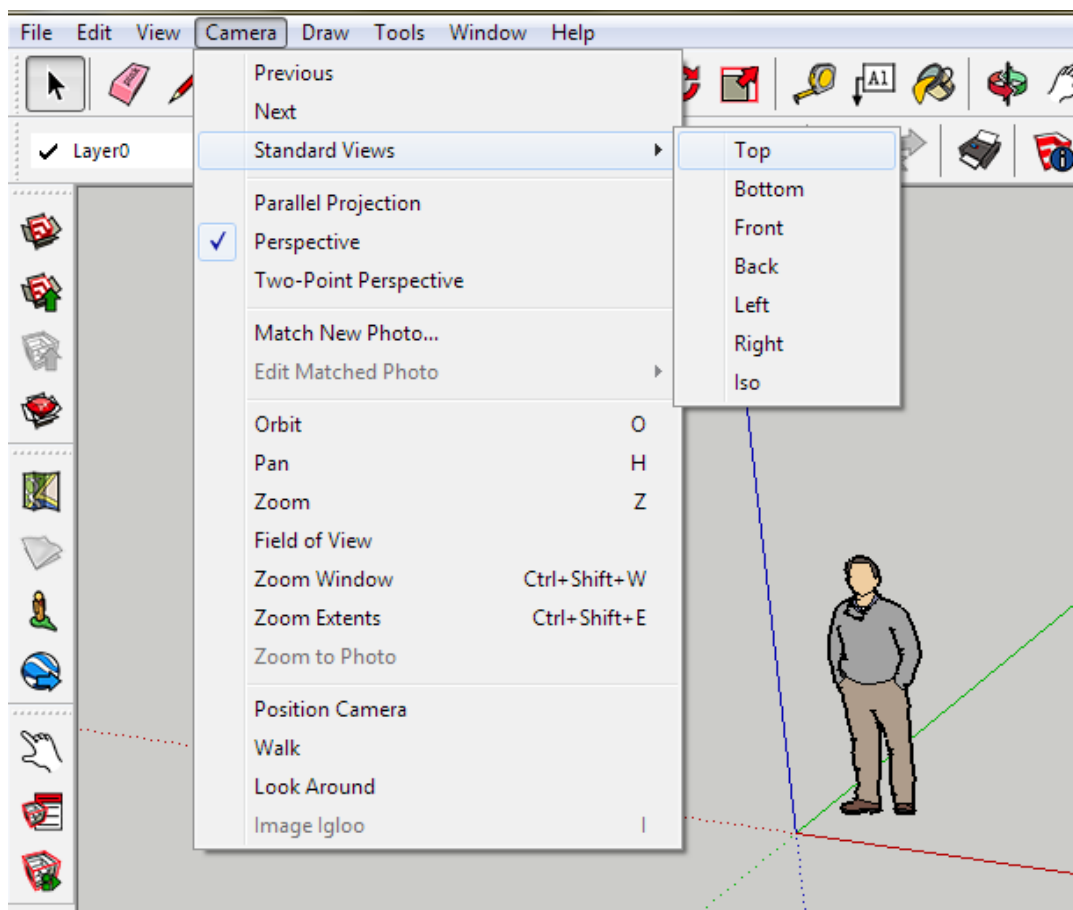 File Edit View Camera Draw Tools Window Help
Previous
Next
Standard Views
Parallel Projection
Perspective
Two-Point Perspective
Match New Photo...
Edit Matched Photo
Orbit O
Pan H
Zoom Z
Field of View
Zoom Window Ctrl+Shift+W
Zoom Extents Ctrl+Shift+E
Zoom to Photo
Position Camera
Walk
Look Around
Image Igloo I
Top
Bottom
Front
Back
Left
Right
Iso
Layer0
A1